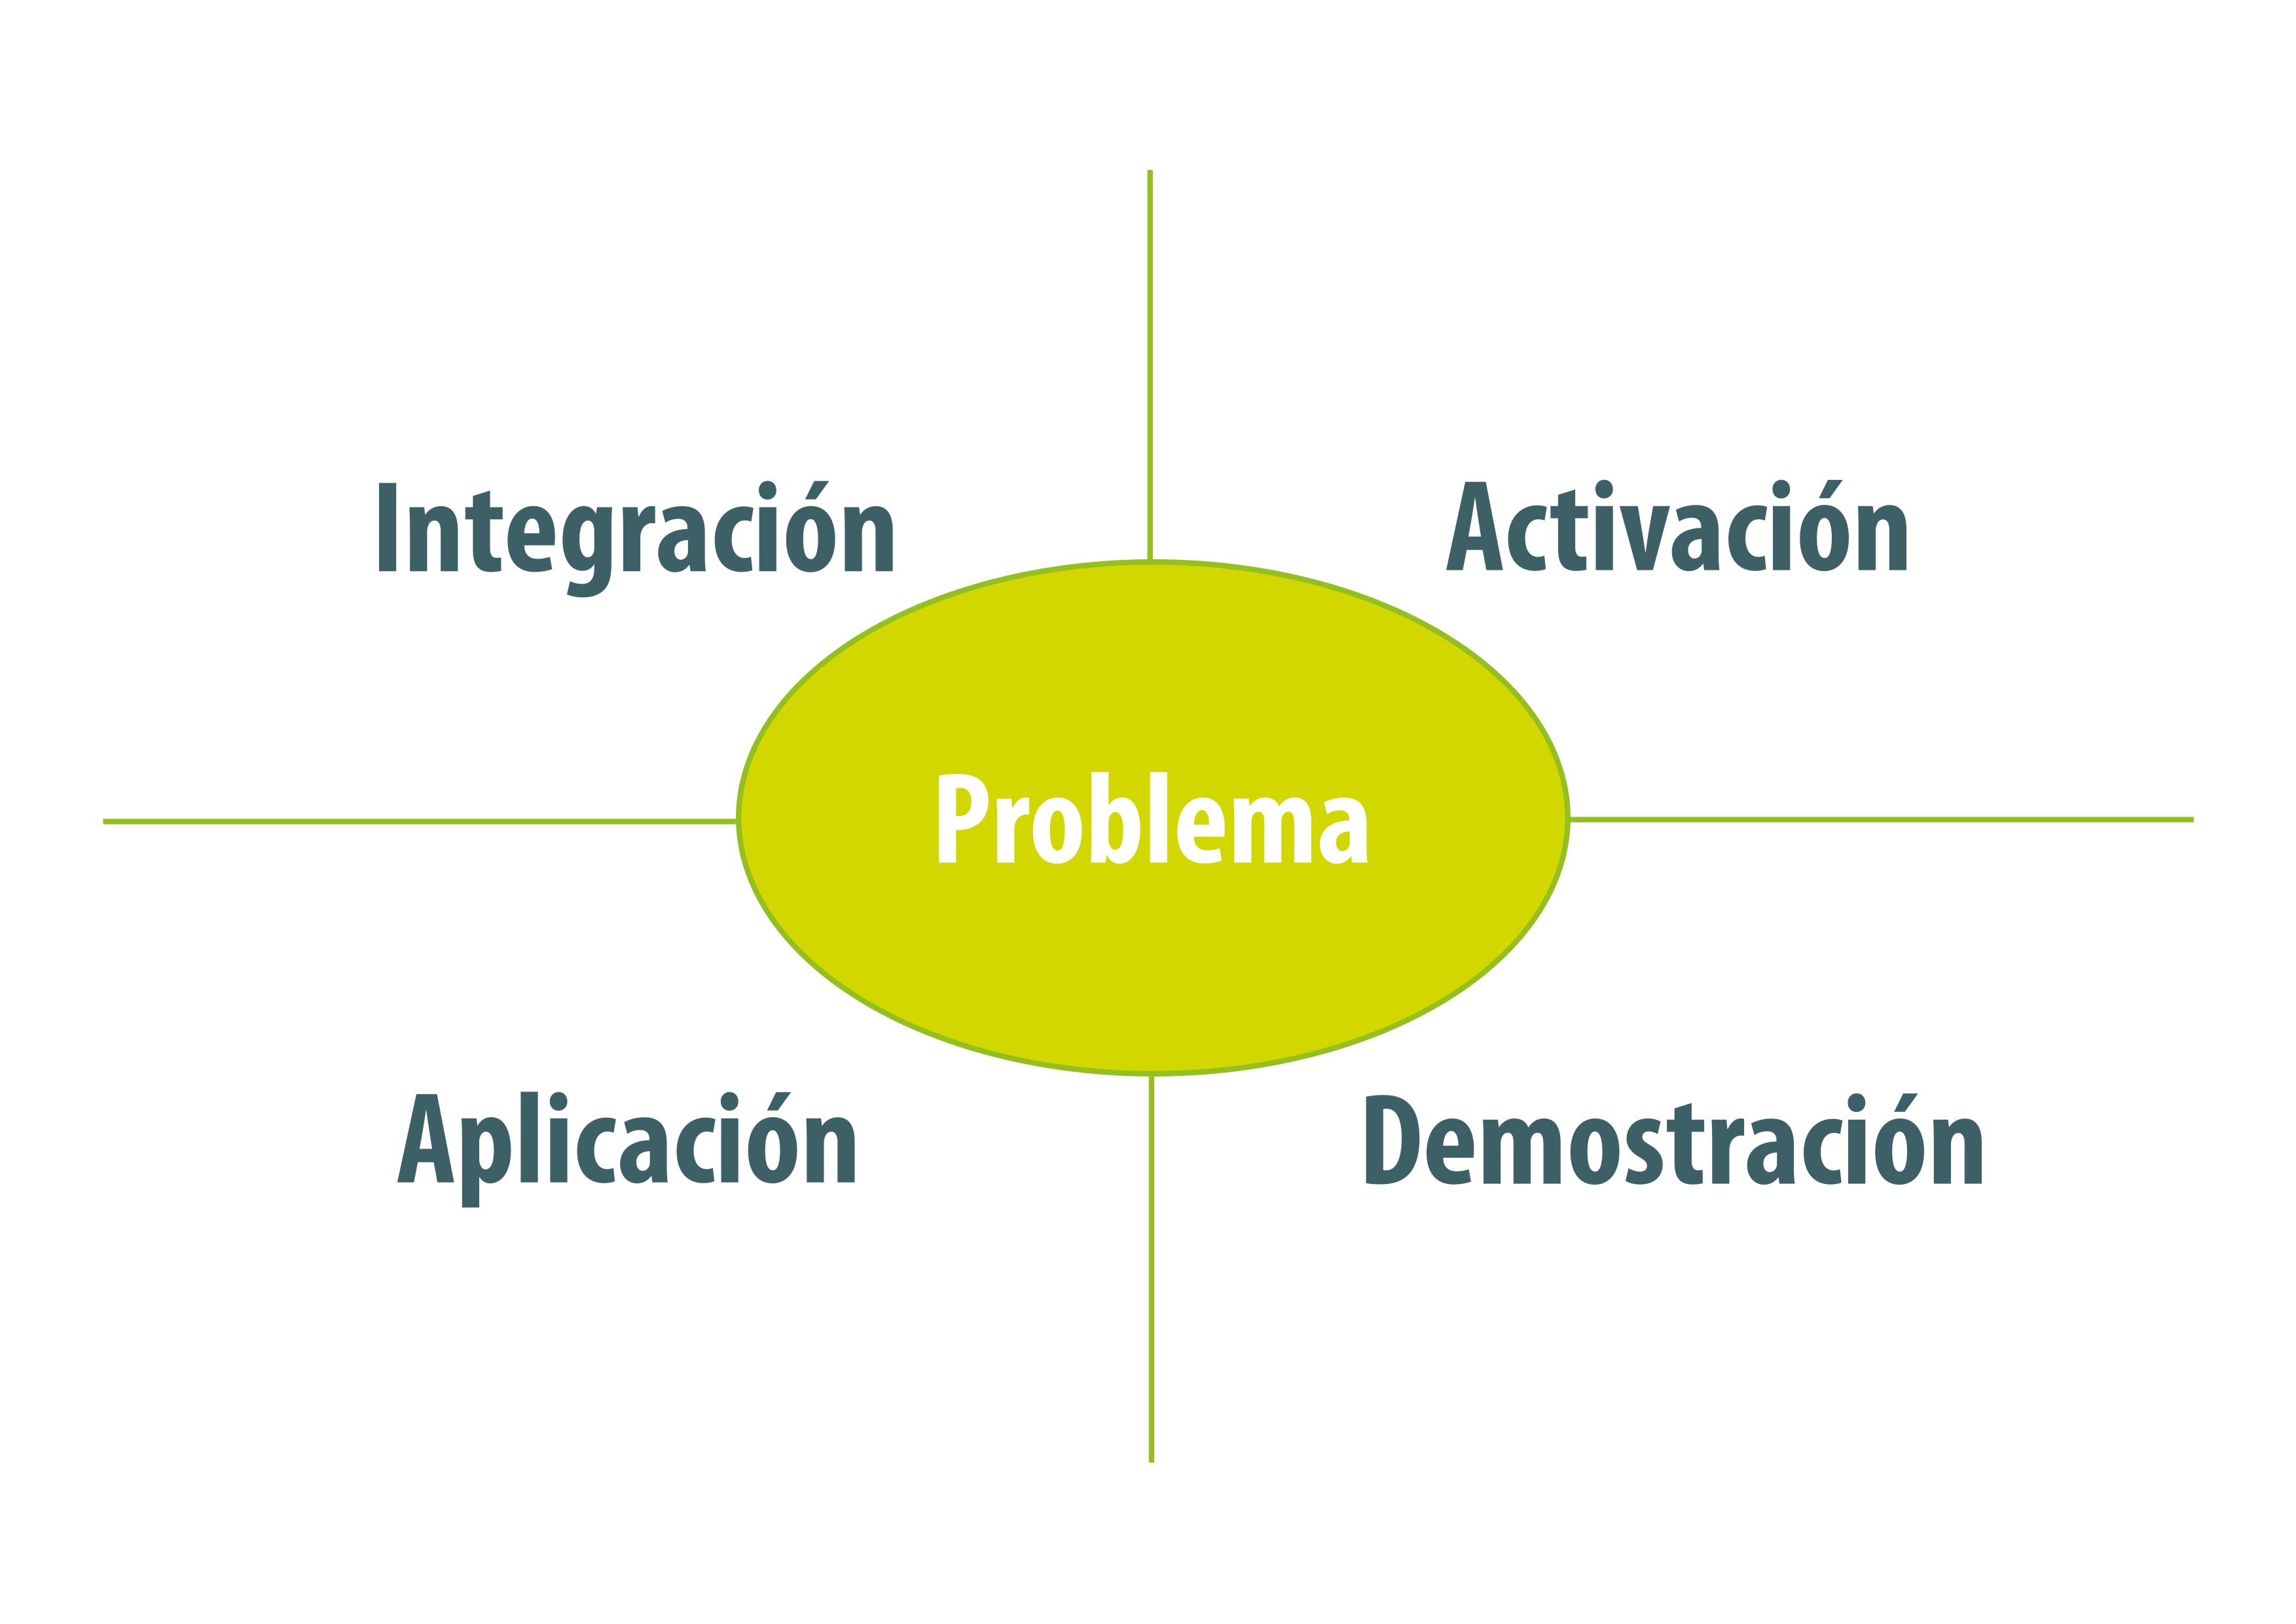 Integración
Activación
Problema
Aplicación
Demostración